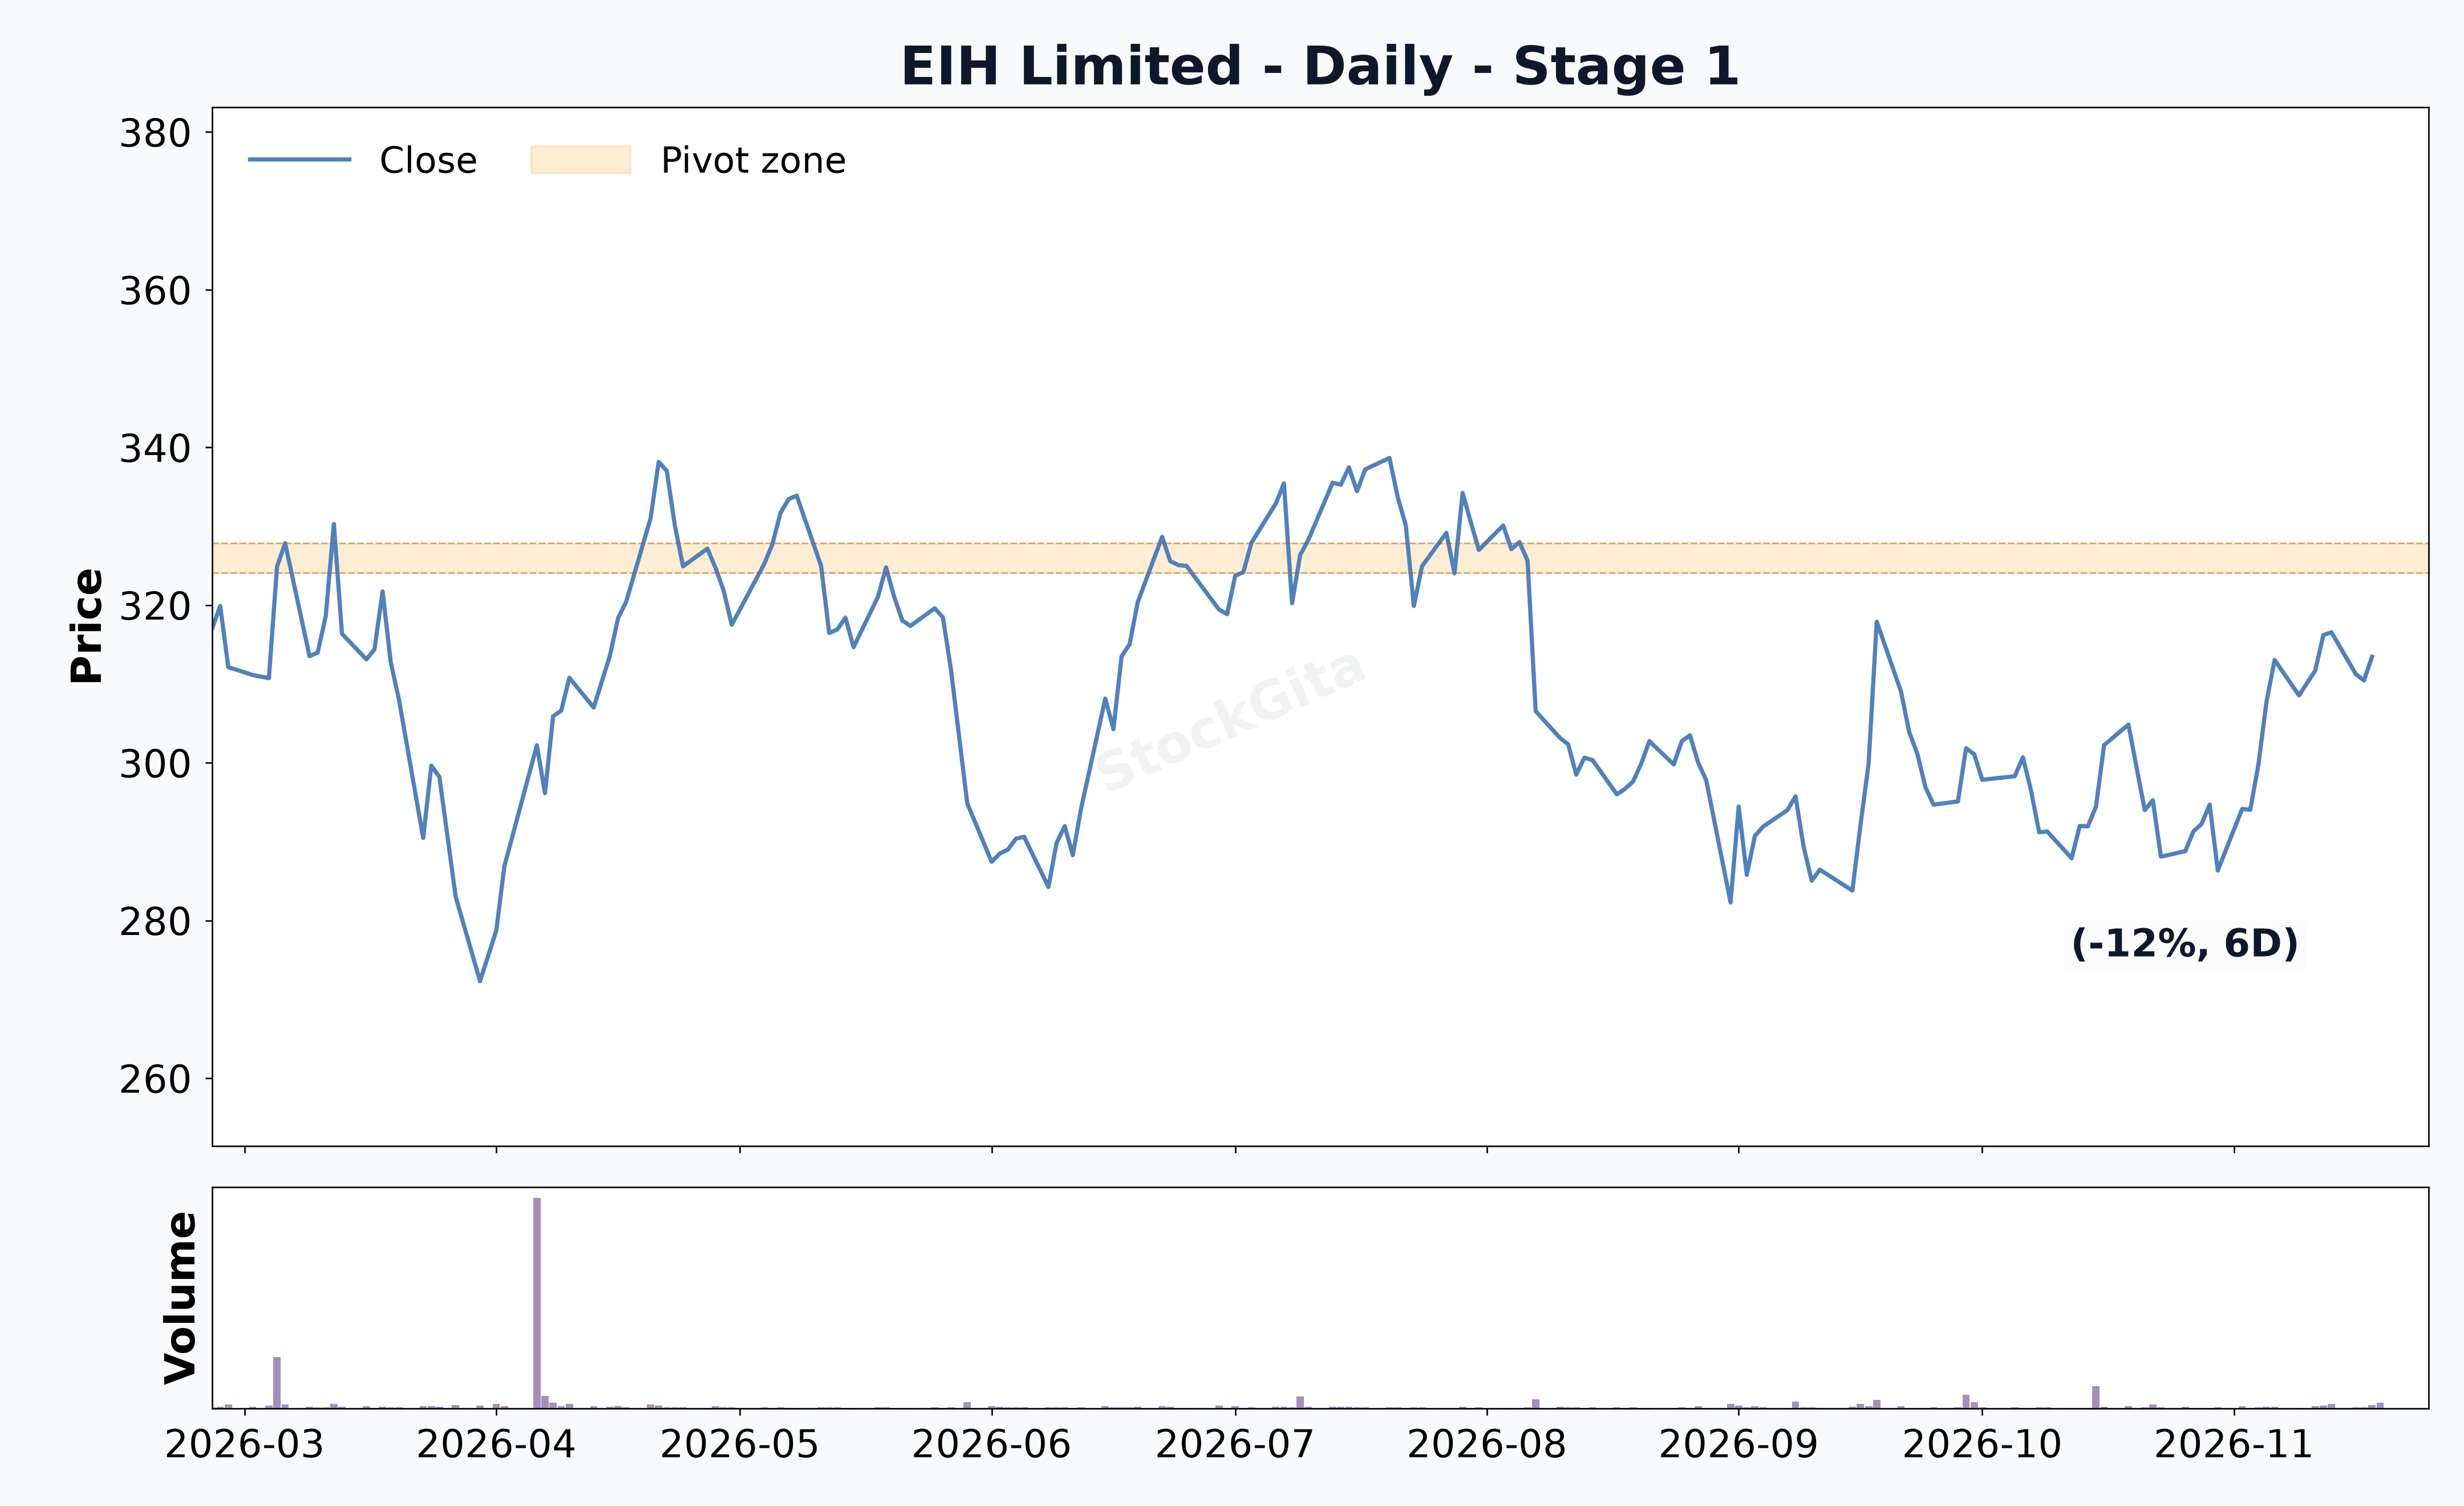 EIH Limited - Daily - Stage 1
Close
Pivot zone
380
360
340
320
300
280
260
Price
StockGita
(-12%, 6D)
Volume
2026-03
2026-04
2026-05
2026-06
2026-07
2026-08
2026-09
2026-10
2026-11